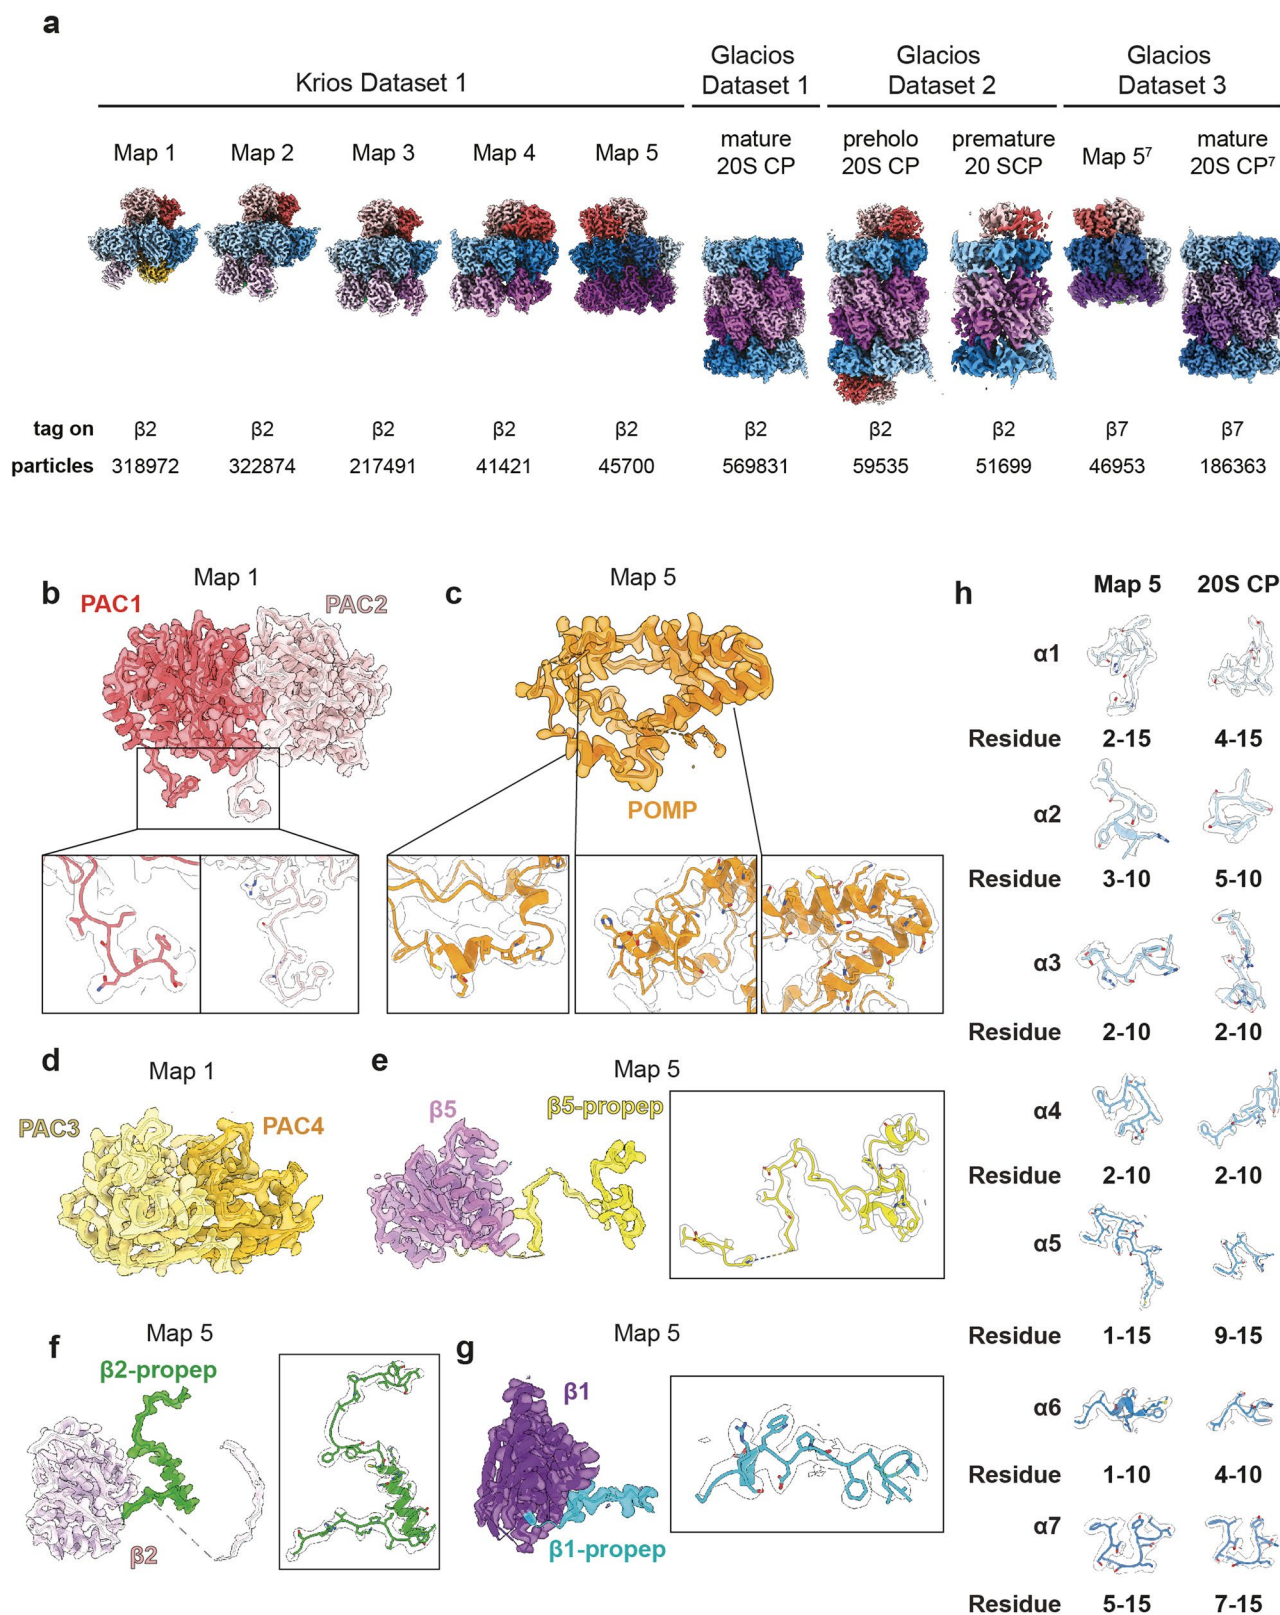 a
Krios Dataset 1
Glacios
Dataset 1
Glacios
Dataset 2
Glacios
Dataset 3
Map 1
Map 2
Map 3
Map 4
Map 5
mature
20S CP
preholo
20S CP
premature
20 SCP
Map 5⁷
mature
20S CP⁷
tag on β2 β2 β2 β2 β2 β2 β2 β2 β7 β7
particles 318972 322874 217491 41421 45700 569831 59535 51699 46953 186363
b
Map 1
PAC1
PAC2
c
Map 5
POMP
d
Map 1
PAC3
PAC4
e
Map 5
β5
β5-propep
f
Map 5
β2-propep
β2
g
Map 5
β1
β1-propep
h
Map 5 20S CP
α1
Residue 2-15 4-15
α2
Residue 3-10 5-10
α3
Residue 2-10 2-10
α4
Residue 2-10 2-10
α5
Residue 1-15 9-15
α6
Residue 1-10 4-10
α7
Residue 5-15 7-15